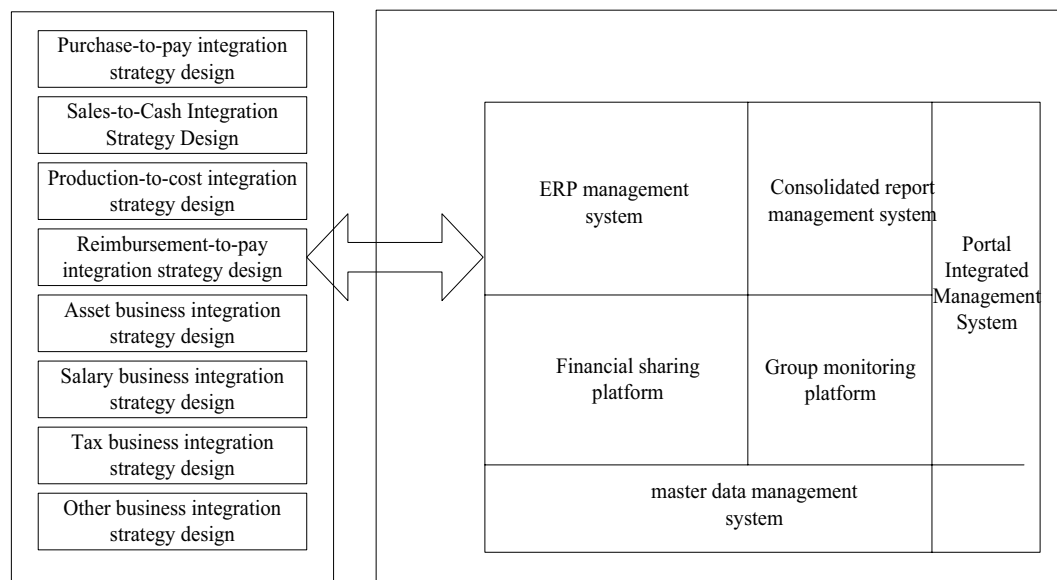 Purchase-to-pay integration
strategy design
Sales-to-Cash Integration
Strategy Design
Production-to-cost integration
strategy design
Reimbursement-to-pay
integration strategy design
Asset business integration
strategy design
Salary business integration
strategy design
Tax business integration
strategy design
Other business integration
strategy design
ERP management
system
Consolidated report
management system
Portal
Integrated
Management
System
Financial sharing
platform
Group monitoring
platform
master data management
system